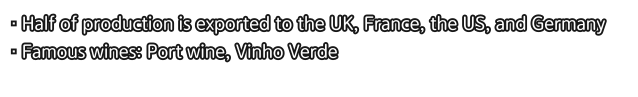 ▪ Half of production is exported to the UK, France, the US, and Germany
▪ Famous wines: Port wine, Vinho Verde